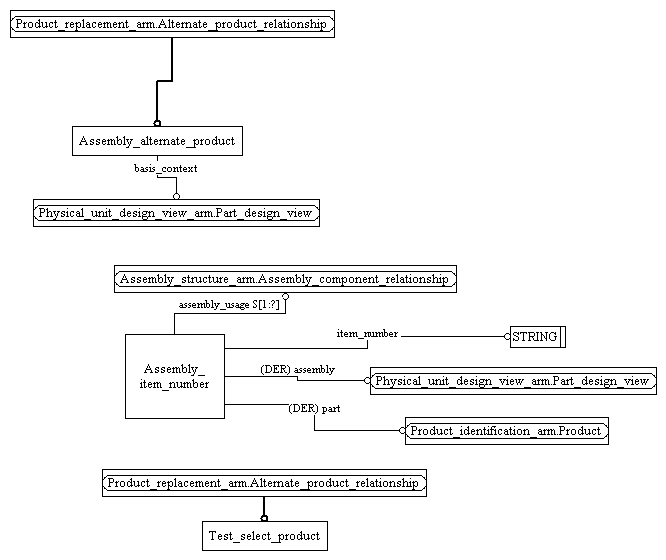 Product_replacement_arm.Alternate_product_relationship
Assembly_alternate_product
basis_context
Physical_unit_design_view_arm.Part_design_view
Assembly_structure_arm.Assembly_component_relationship
assembly_usage S[1:?]
item_number
STRING
Assembly_
item_number
(DER) assembly
Physical_unit_design_view_arm.Part_design_view
(DER) part
Product_identification_arm.Product
Product_replacement_arm.Alternate_product_relationship
Test_select_product